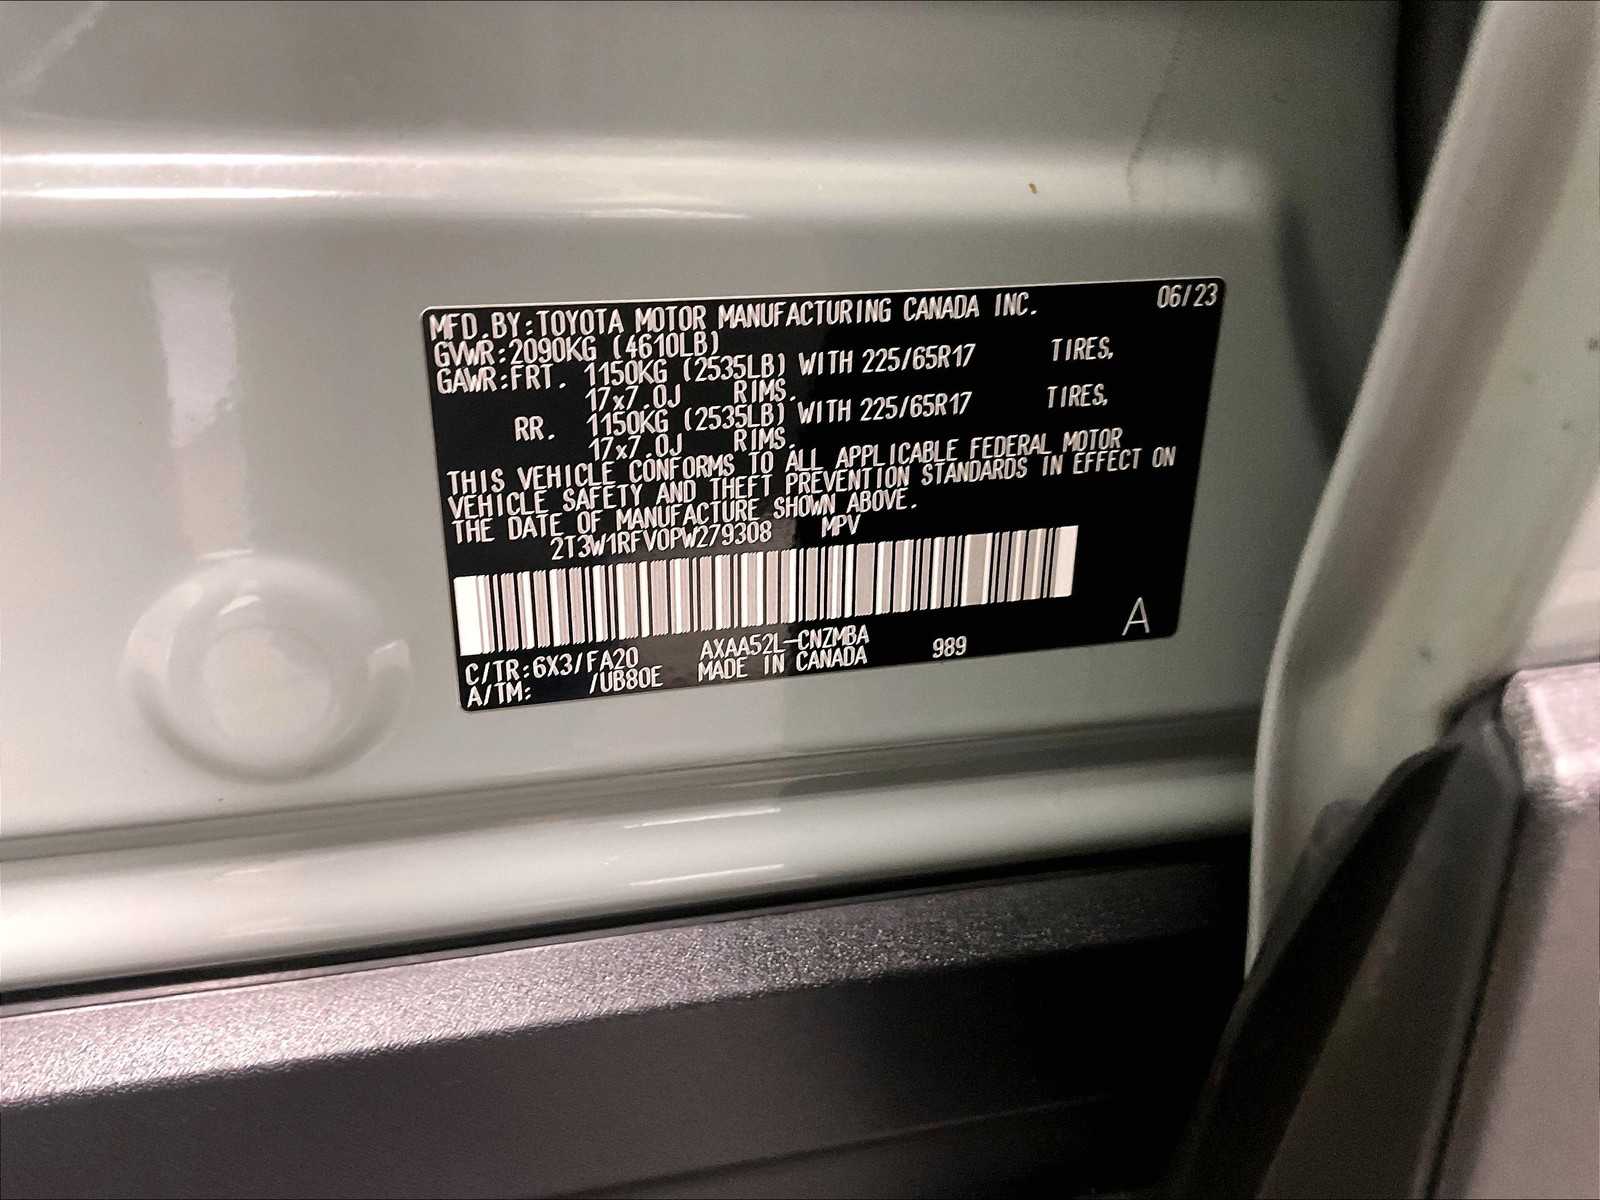 MFD.BY:TOYOTA MOTOR MANUFACTURING CANADA INC. 06/23
GVWR:2090KG (4610LB)
GAWR:FRT. 1150KG (2535LB) WITH 225/65R17 TIRES,
17x7.0J RIMS.
RR. 1150KG (2535LB) WITH 225/65R17 TIRES,
17x7.0J RIMS.
THIS VEHICLE CONFORMS TO ALL APPLICABLE FEDERAL MOTOR
VEHICLE SAFETY AND THEFT PREVENTION STANDARDS IN EFFECT ON
THE DATE OF MANUFACTURE SHOWN ABOVE.
2T3W1RFV0PW279308 MPV
C/TR:6X3/FA20 AXAA52L-CNZMBA 989 A
A/TM: /UB80E MADE IN CANADA